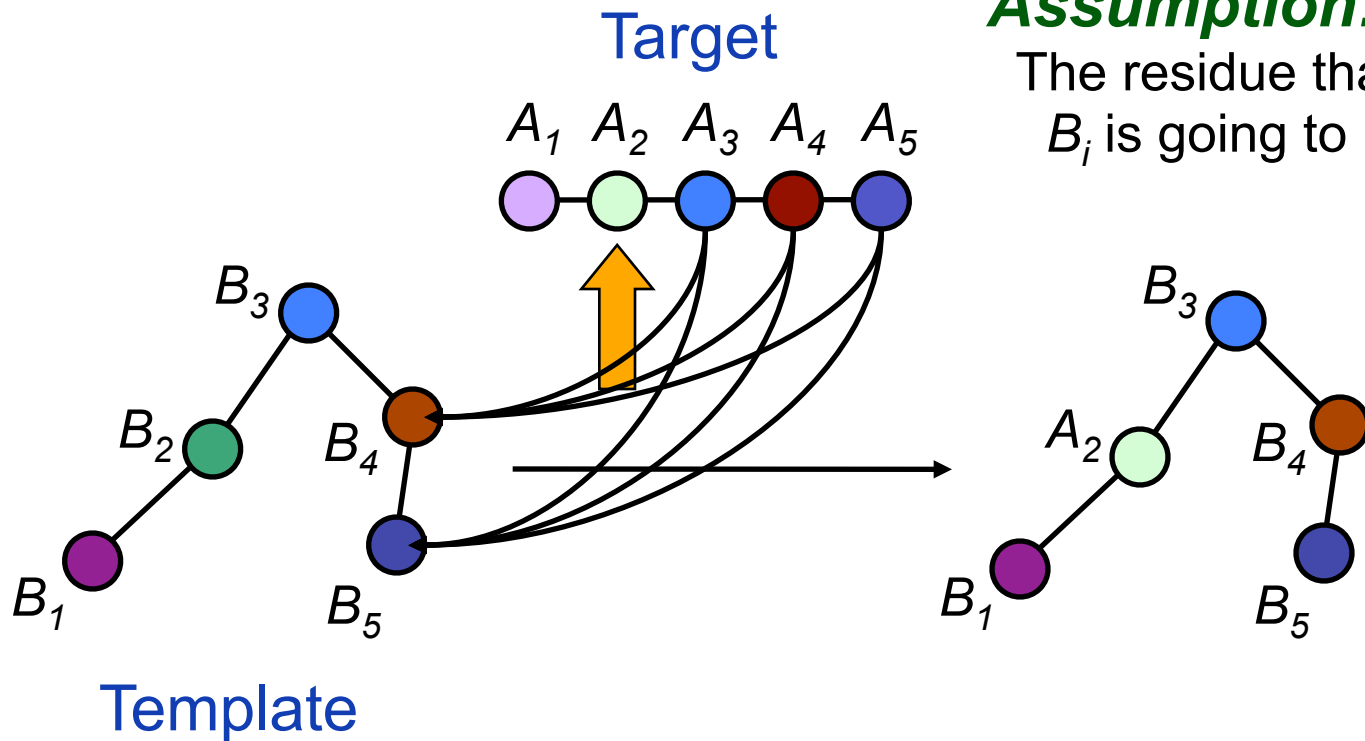 Target
Assumption:
The residue tha
B_i is going to
A_1 A_2 A_3 A_4 A_5
B_3
B_2
B_4
B_1
B_5
B_3
A_2
B_4
B_1
B_5
Template